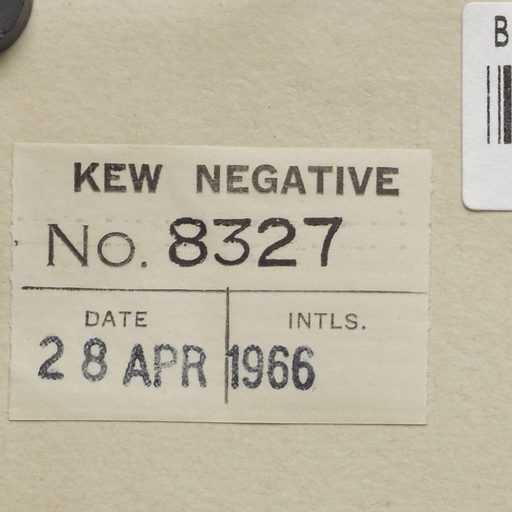 B
KEW NEGATIVE
No. 8327
DATE INTLS.
28 APR 1966